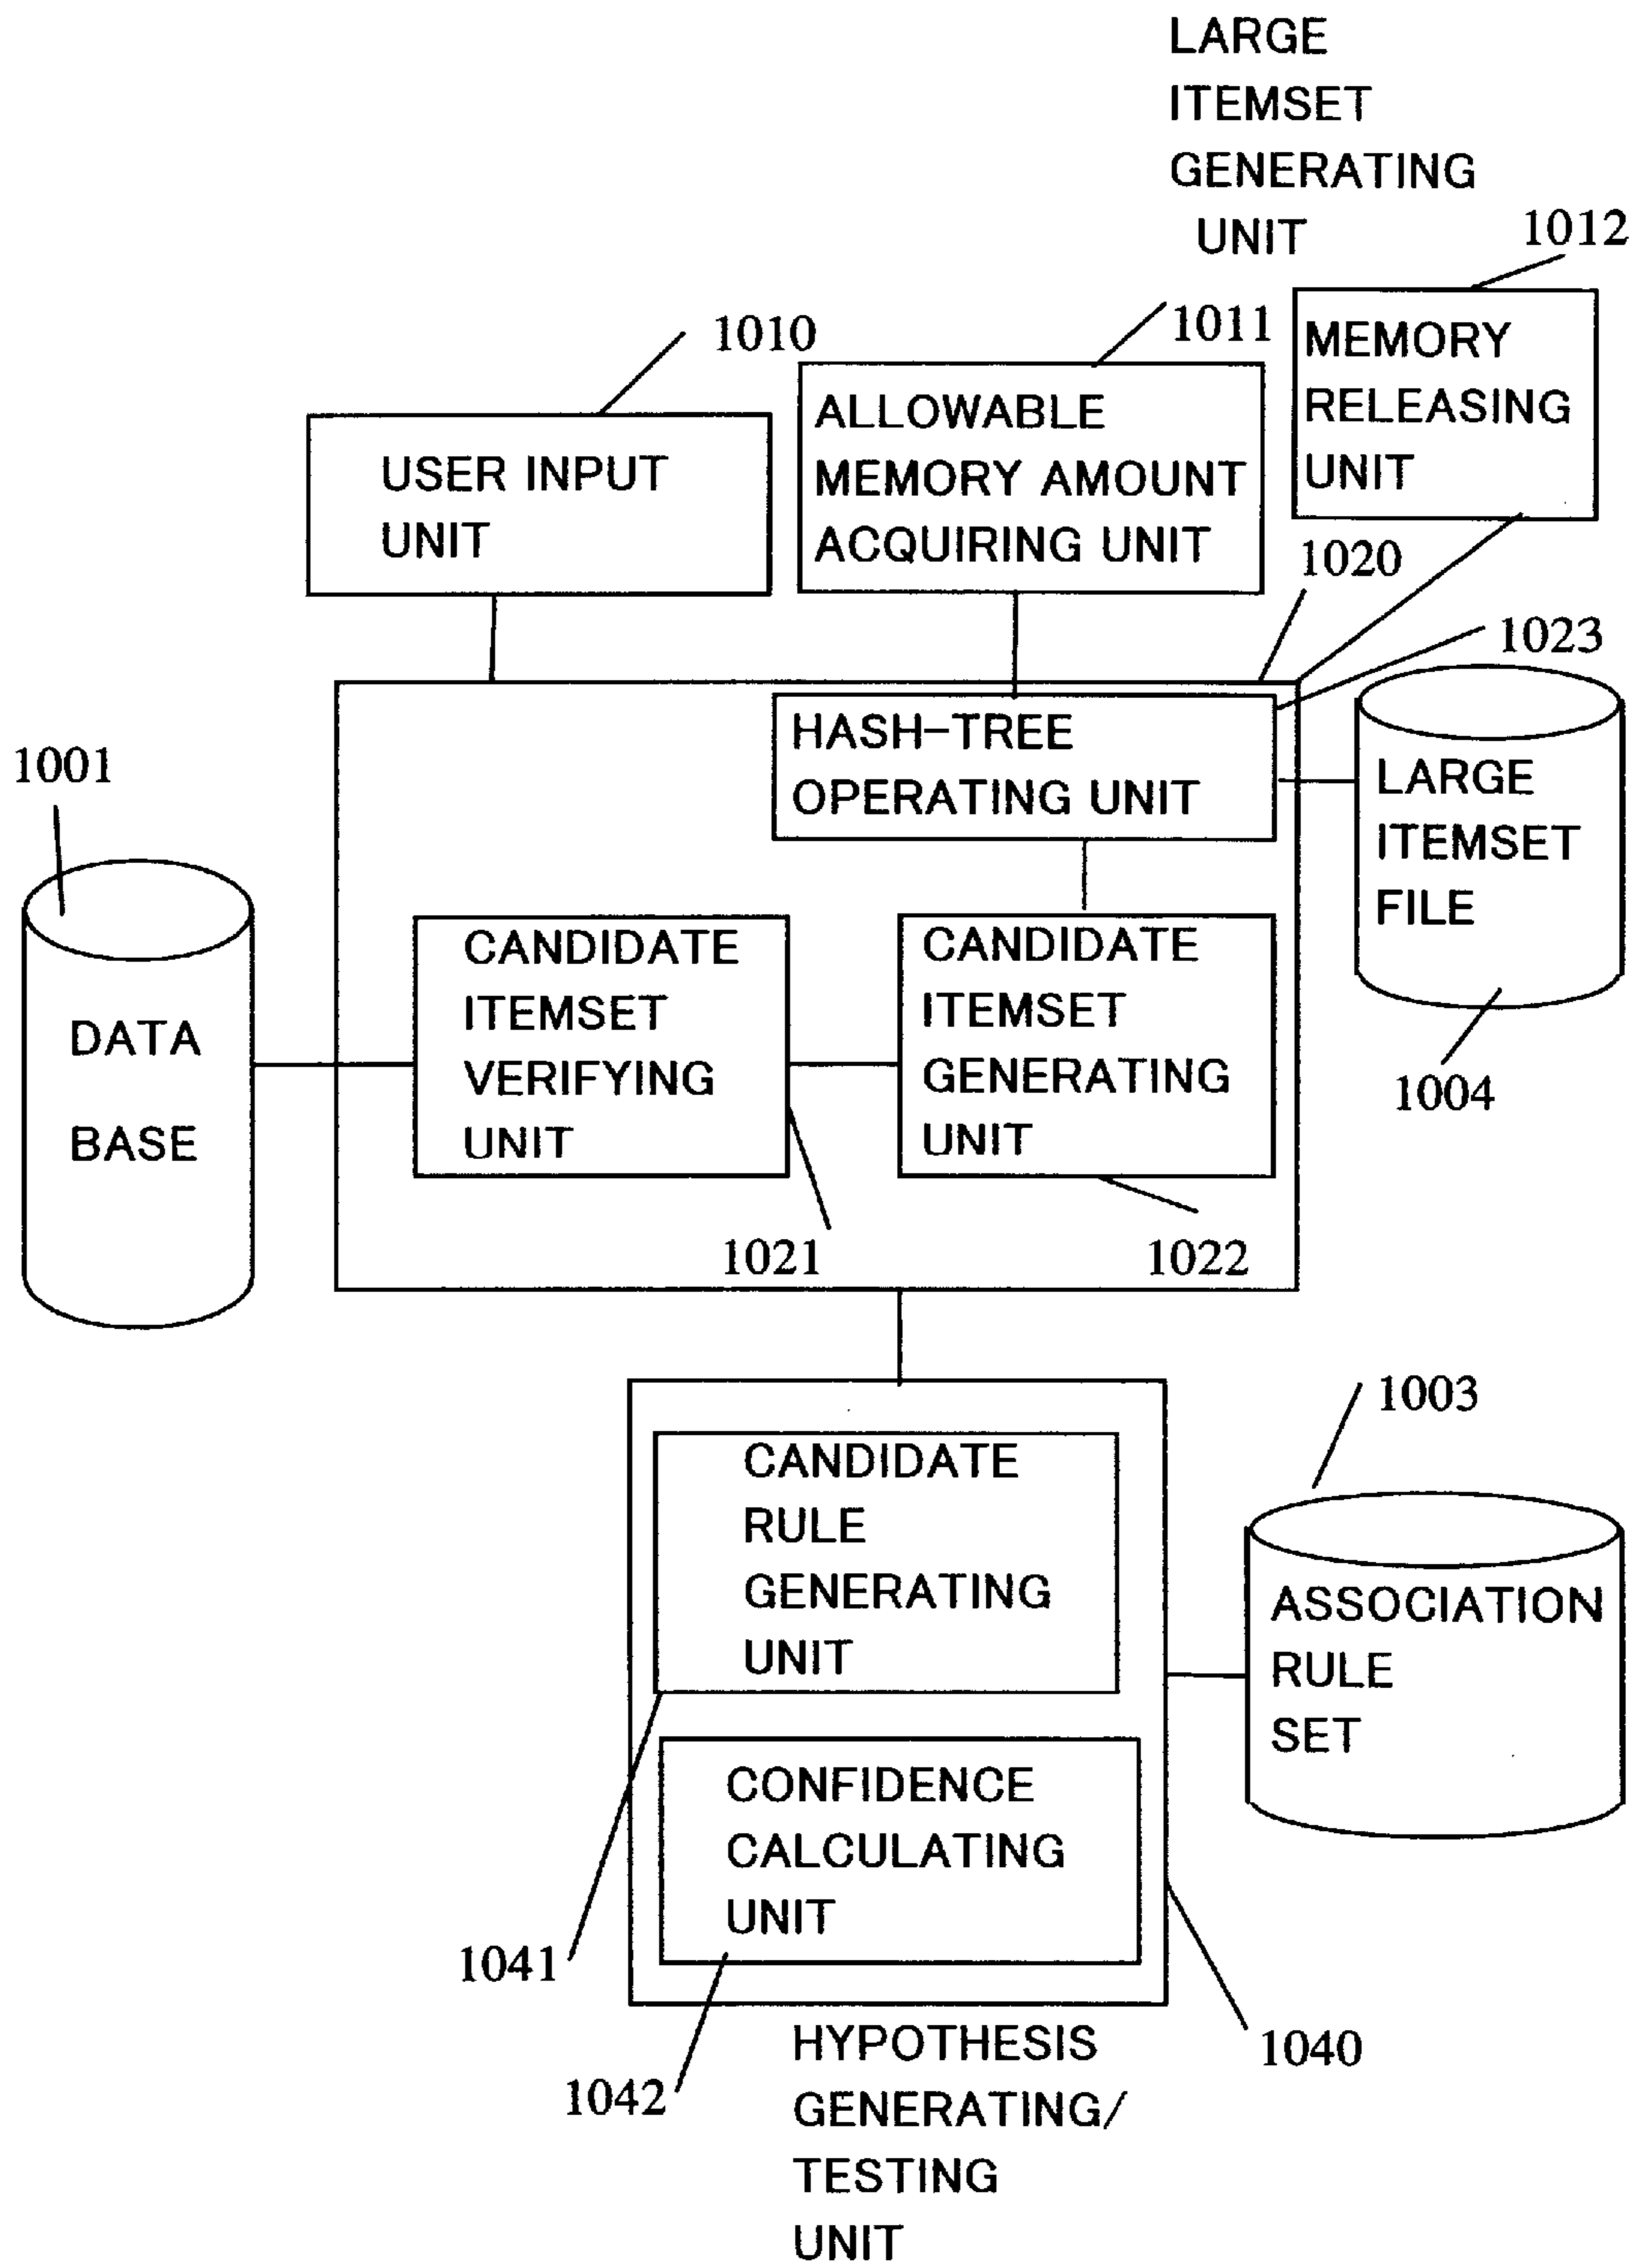 LARGE
ITEMSET
GENERATING
UNIT
1012
1010
1011
MEMORY
RELEASING
UNIT
USER INPUT
UNIT
ALLOWABLE
MEMORY AMOUNT
ACQUIRING UNIT
1020
1023
HASH-TREE
OPERATING UNIT
1001
LARGE
ITEMSET
FILE
1004
DATA
BASE
CANDIDATE
ITEMSET
VERIFYING
UNIT
CANDIDATE
ITEMSET
GENERATING
UNIT
1021
1022
CANDIDATE
RULE
GENERATING
UNIT
1003
ASSOCIATION
RULE
SET
CONFIDENCE
CALCULATING
UNIT
1041
1042
1040
HYPOTHESIS
GENERATING/
TESTING
UNIT